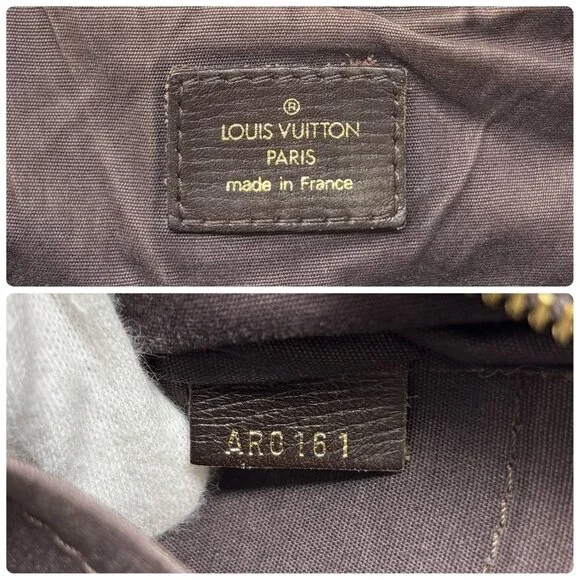 ®
LOUIS VUITTON
PARIS
made in France
AR0161